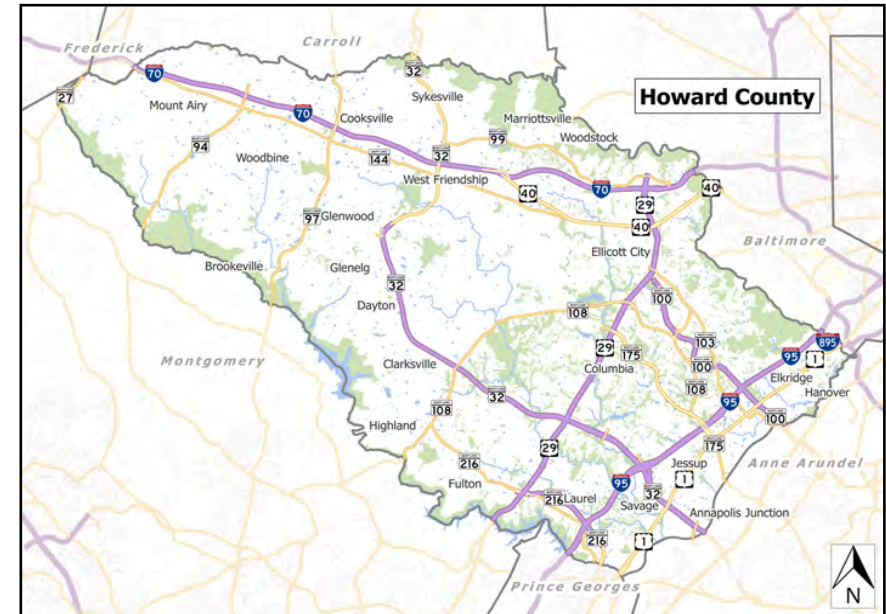 Carroll
Frederick
70
32
27
Mount Airy
Sykesville
Howard County
70
Cooksville
Marriottsville
Woodstock
94
99
Woodbine
144
32
West Friendship
40
70
40
29
97
Glenwood
40
Baltimore
Ellicott City
Brookeville
Glenelg
32
100
Dayton
108
103
895
Montgomery
29
175
95
1
Clarksville
Columbia
100
Elkridge
32
108
Hanover
95
108
100
Highland
29
175
216
Jessup
Anne Arundel
Fulton
95
1
216
Laurel
32
Savage
Annapolis Junction
216
1
Prince Georges
N